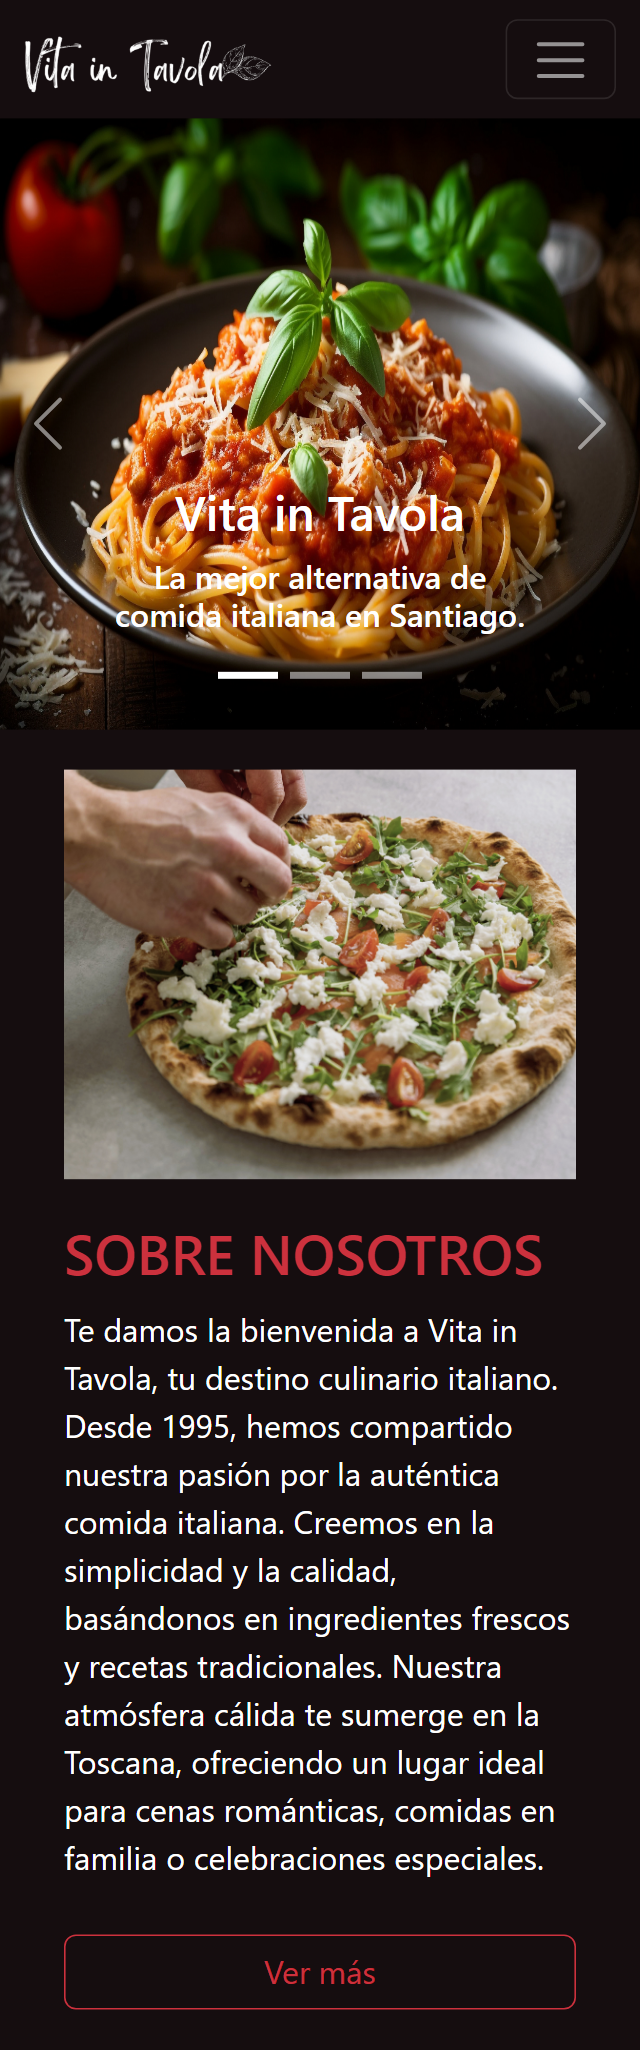 Vita in Tavola
Vita in Tavola
La mejor alternativa de
comida italiana en Santiago.
SOBRE NOSOTROS
Te damos la bienvenida a Vita in
Tavola, tu destino culinario italiano.
Desde 1995, hemos compartido
nuestra pasión por la auténtica
comida italiana. Creemos en la
simplicidad y la calidad,
basándonos en ingredientes frescos
y recetas tradicionales. Nuestra
atmósfera cálida te sumerge en la
Toscana, ofreciendo un lugar ideal
para cenas románticas, comidas en
familia o celebraciones especiales.
Ver más